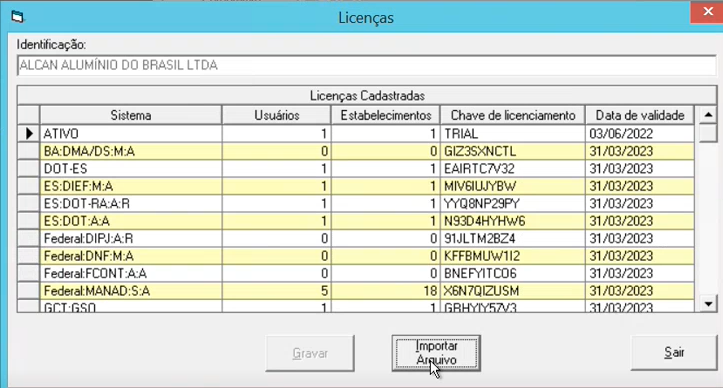 Licenças
Identificação:
ALCAN ALUMÍNIO DO BRASIL LTDA
Licenças Cadastradas
Sistema Usuários Estabelecimentos Chave de licenciamento Data de validade
ATIVO 1 1 TRIAL 03/06/2022
BA:DMA/DS:M:A 0 0 GIZ3SXNCTL 31/03/2023
DOT-ES 1 1 EAIRTC7V32 31/03/2023
ES:DIEF:M:A 1 1 MIV6IUJYBW 31/03/2023
ES:DOT-RA:A:R 1 1 YYQ8NP29PY 31/03/2023
ES:DOT:A:A 1 1 N93D4HYHW6 31/03/2023
Federal:DIPJ:A:R 0 0 91JLTM2BZ4 31/03/2023
Federal:DNF:M:A 0 0 KFFBMUW1I2 31/03/2023
Federal:FCONT:A:A 0 0 BNEFYITCO6 31/03/2023
Federal:MANAD:S:A 5 18 X6N7QIZUSM 31/03/2023
GCT:GSO 1 1 GRHYIY57V3 31/03/2023
Gravar
Importar
Arquivo
Sair